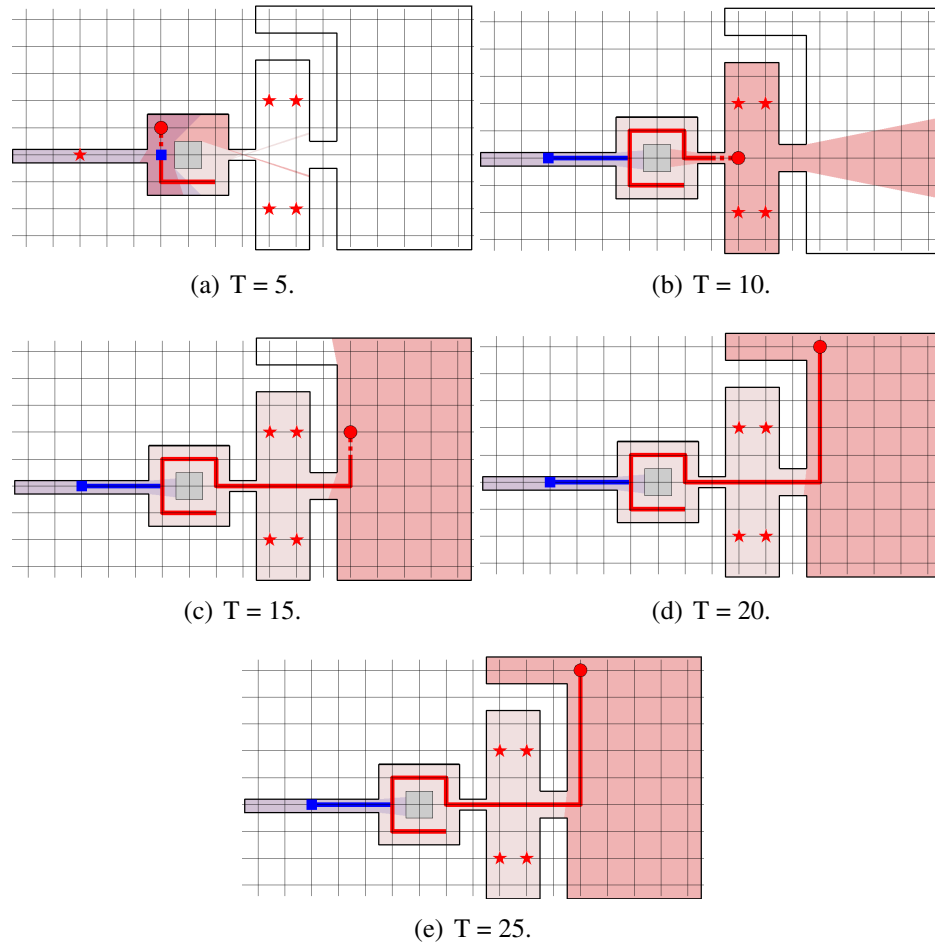 (a) T = 5.
(b) T = 10.
(c) T = 15.
(d) T = 20.
(e) T = 25.